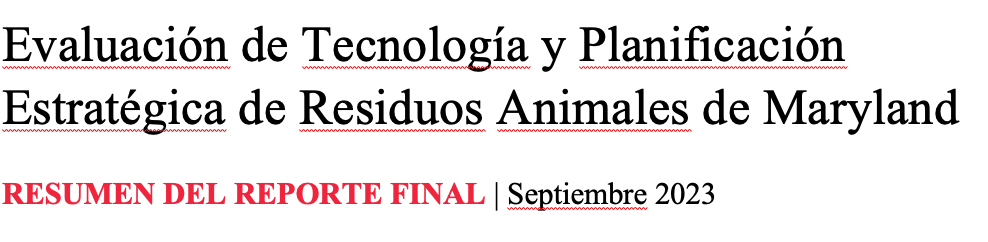 Evaluación de Tecnología y Planificación
Estratégica de Residuos Animales de Maryland
RESUMEN DEL REPORTE FINAL | Septiembre 2023